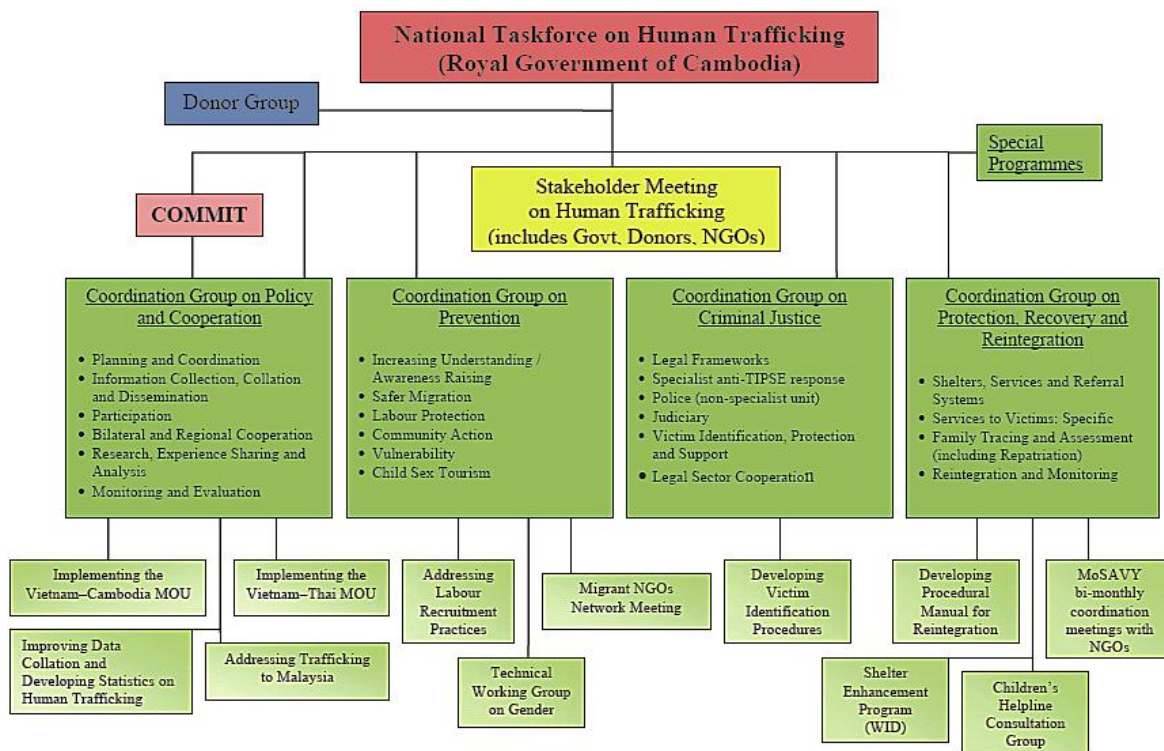 National Taskforce on Human Trafficking
(Royal Government of Cambodia)
Donor Group
Special
Programmes
COMMIT
Stakeholder Meeting
on Human Trafficking
(includes Govt, Donors, NGOs)
Coordination Group on Policy
and Cooperation
• Planning and Coordination
• Information Collection, Collation
and Dissemination
• Participation
• Bilateral and Regional Cooperation
• Research, Experience Sharing and
Analysis
• Monitoring and Evaluation
Coordination Group on
Prevention
• Increasing Understanding /
Awareness Raising
• Safer Migration
• Labour Protection
• Community Action
• Vulnerability
• Child Sex Tourism
Coordination Group on
Criminal Justice
• Legal Frameworks
• Specialist anti-TIPSE response
• Police (non-specialist unit)
• Judiciary
• Victim Identification, Protection
and Support
• Legal Sector Cooperation
Coordination Group on
Protection, Recovery and
Reintegration
• Shelters, Services and Referral
Systems
• Services to Victims: Specific
• Family Tracing and Assessment
(including Repatriation)
• Reintegration and Monitoring
Implementing the
Vietnam–Cambodia MOU
Implementing the
Vietnam–Thai MOU
Improving Data
Collation and
Developing Statistics on
Human Trafficking
Addressing Trafficking
to Malaysia
Addressing
Labour
Recruitment
Practices
Migrant NGOs
Network Meeting
Technical
Working Group
on Gender
Developing
Victim
Identification
Procedures
Developing
Procedural
Manual for
Reintegration
MoSAVY
bi-monthly
coordination
meetings with
NGOs
Shelter
Enhancement
Program
(WID)
Children's
Helpline
Consultation
Group